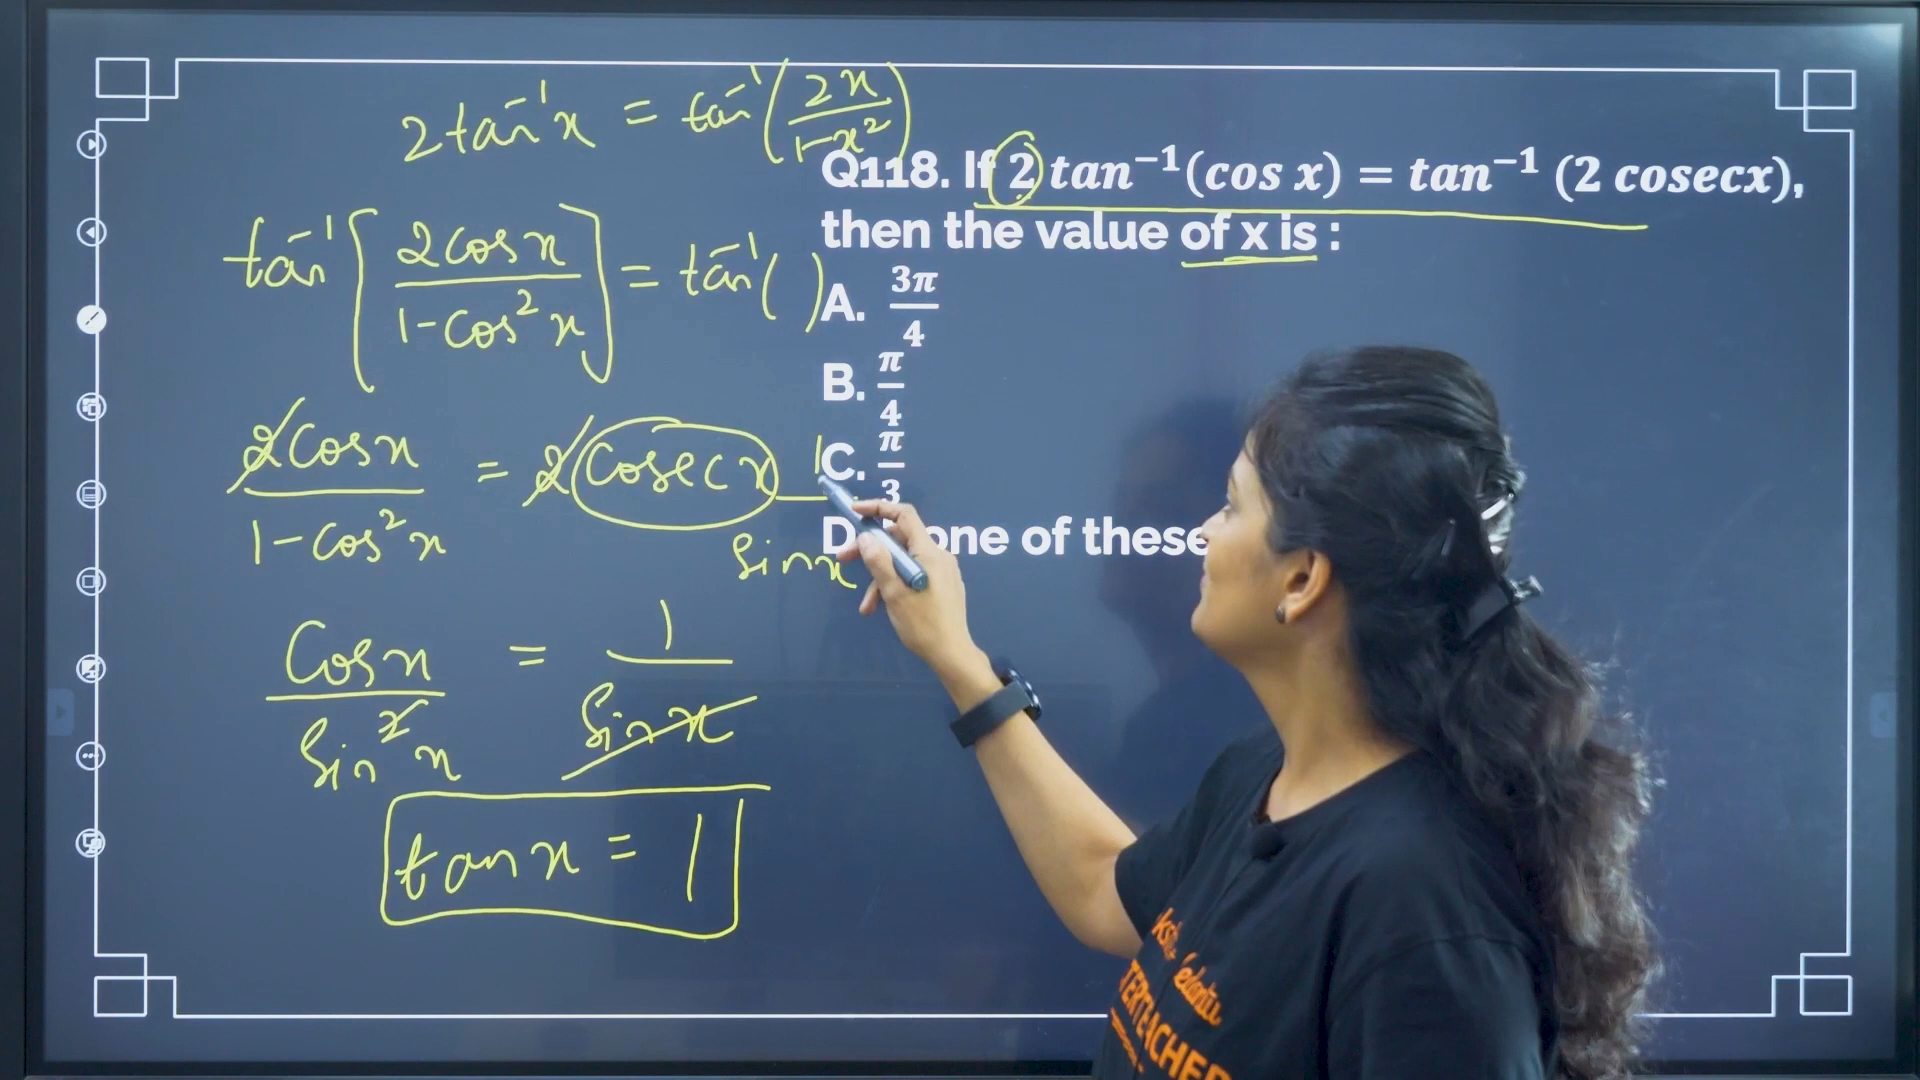 2tan⁻¹x = tan⁻¹(2x/1-x²)
Q118. If 2 tan⁻¹(cos x) = tan⁻¹ (2 cosecx),
then the value of x is :
tan⁻¹[2cosx/1-cos²x] = tan⁻¹( )
A. 3π/4
B. π/4
2cosx/1-cos²x = 2cosecx 1/sinx
C. π/3
D. None of these
cosx/sin²x = 1/sinx
tanx = 1